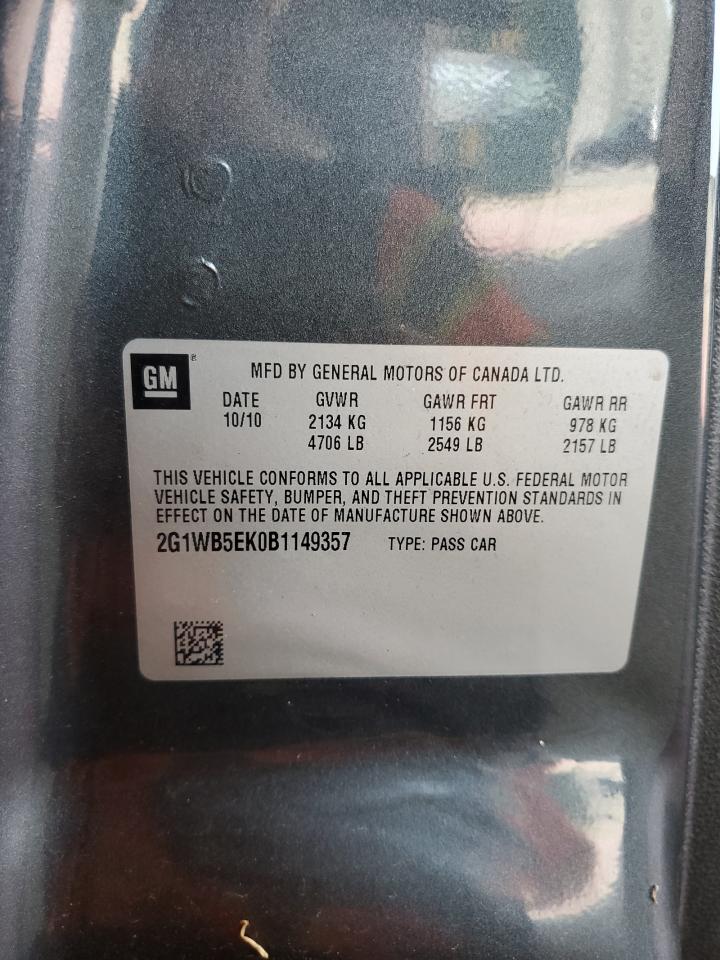 GM ® MFD BY GENERAL MOTORS OF CANADA LTD.
DATE GVWR GAWR FRT GAWR RR
10/10 2134 KG 1156 KG 978 KG
4706 LB 2549 LB 2157 LB
THIS VEHICLE CONFORMS TO ALL APPLICABLE U.S. FEDERAL MOTOR
VEHICLE SAFETY, BUMPER, AND THEFT PREVENTION STANDARDS IN
EFFECT ON THE DATE OF MANUFACTURE SHOWN ABOVE.
2G1WB5EK0B1149357 TYPE: PASS CAR